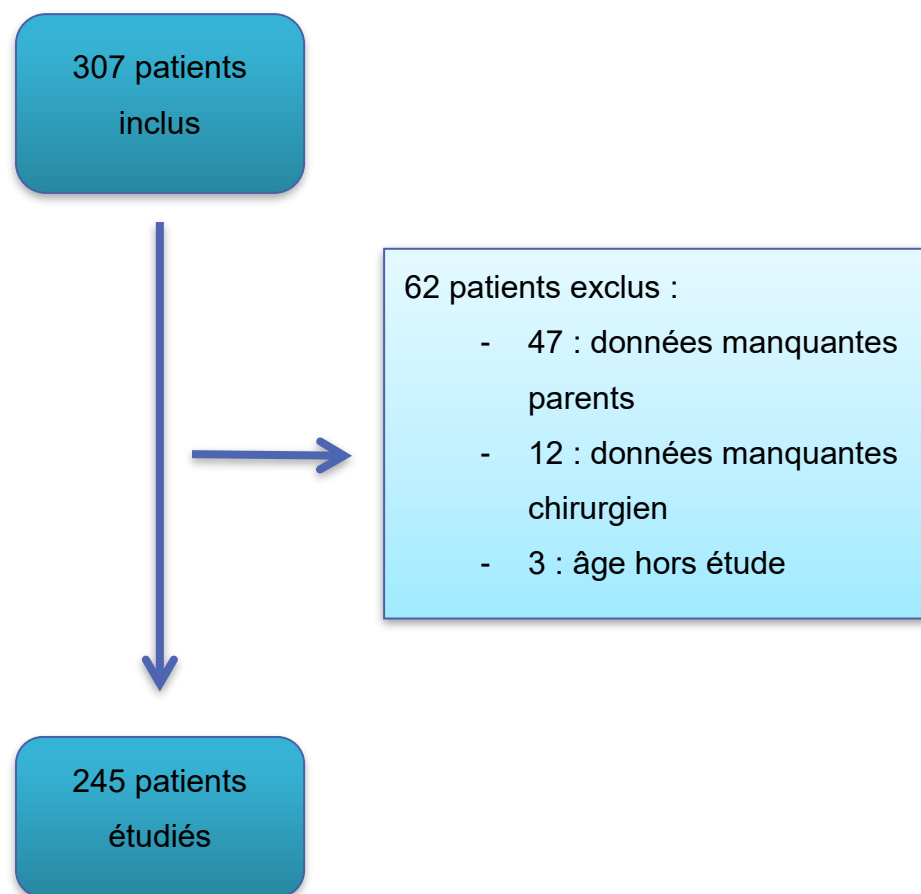 307 patients
inclus
62 patients exclus :
- 47 : données manquantes
parents
- 12 : données manquantes
chirurgien
- 3 : âge hors étude
245 patients
étudiés